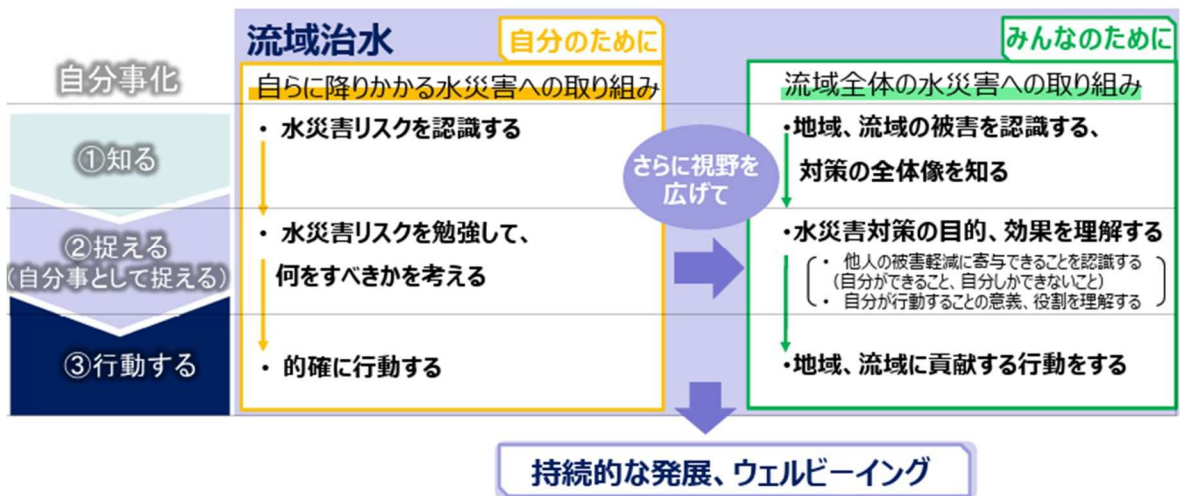 流域治水
自分のために
みんなのために
自分事化
自らに降りかかる水災害への取り組み
流域全体の水災害への取り組み
①知る
・ 水災害リスクを認識する
さらに視野を
広げて
・地域、流域の被害を認識する、
対策の全体像を知る
②捉える
(自分事として捉える)
・ 水災害リスクを勉強して、
何をすべきかを考える
・水災害対策の目的、効果を理解する
・ 他人の被害軽減に寄与できることを認識する
(自分ができること、自分しかできないこと)
・ 自分が行動することの意義、役割を理解する
③行動する
・ 的確に行動する
・地域、流域に貢献する行動をする
持続的な発展、ウェルビーイング